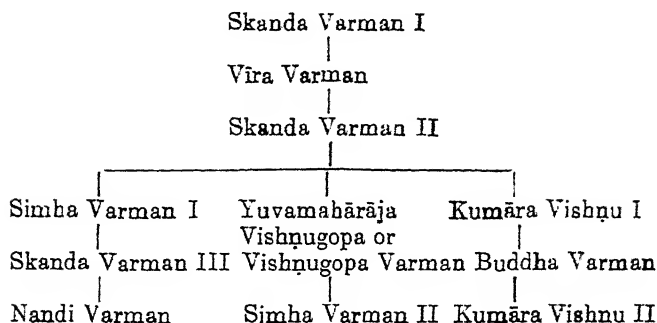 Skanda Varman I
Vīra Varman
Skanda Varman II
Simha Varman I Yuvamahārāja Kumāra Vishṇu I
Vishṇugopa or
Skanda Varman III Vishṇugopa Varman Buddha Varman
Nandi Varman Simha Varman II Kumāra Vishṇu II